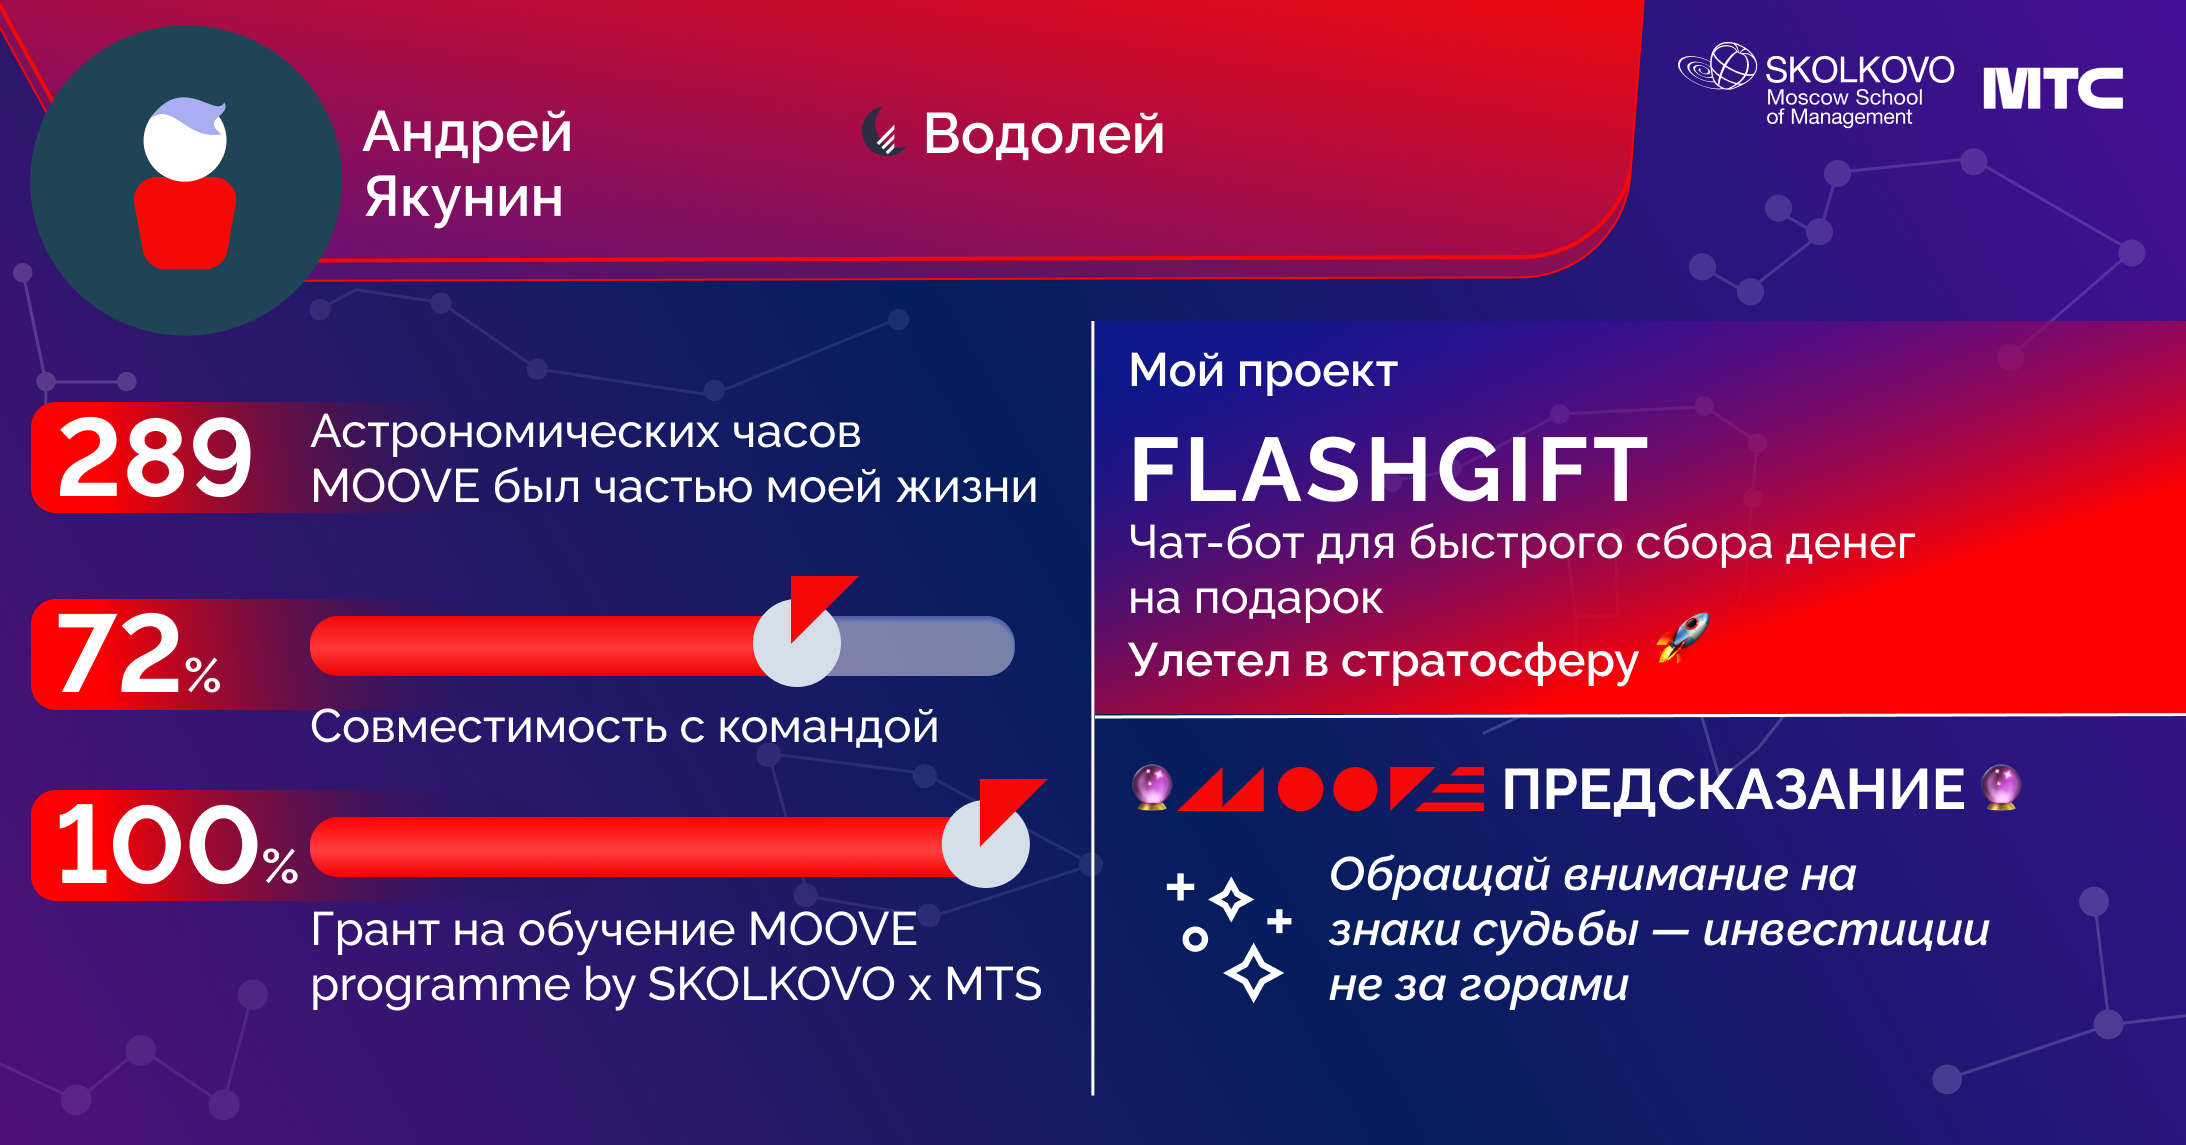 Андрей
Якунин
Водолей
SKOLKOVO
Moscow School
of Management
МТС
289
Астрономических часов
MOOVE был частью моей жизни
72%
Совместимость с командой
100%
Грант на обучение MOOVE
programme by SKOLKOVO x MTS
Мой проект
FLASHGIFT
Чат-бот для быстрого сбора денег
на подарок
Улетел в стратосферу
MOOVE ПРЕДСКАЗАНИЕ
Обращай внимание на
знаки судьбы — инвестиции
не за горами